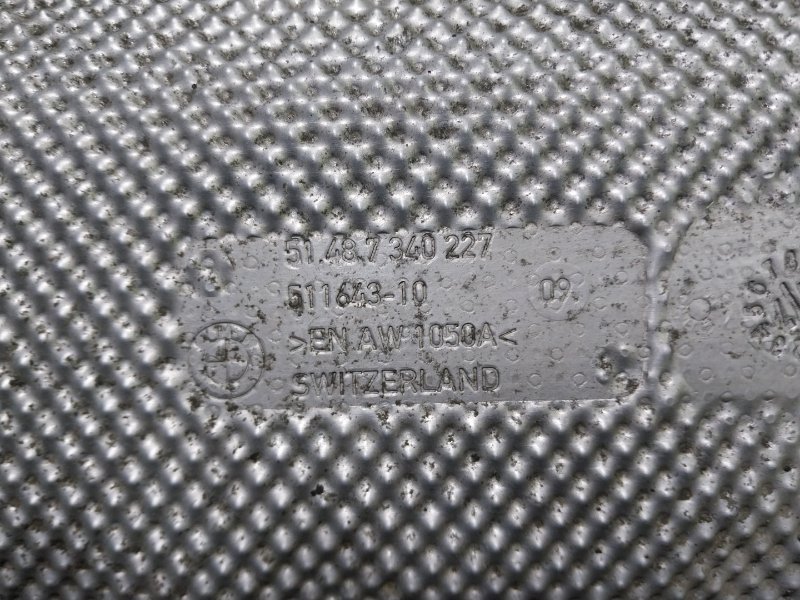 51.48.7 340 227
511643-10
09
>EN AW 1050A<
SWITZERLAND